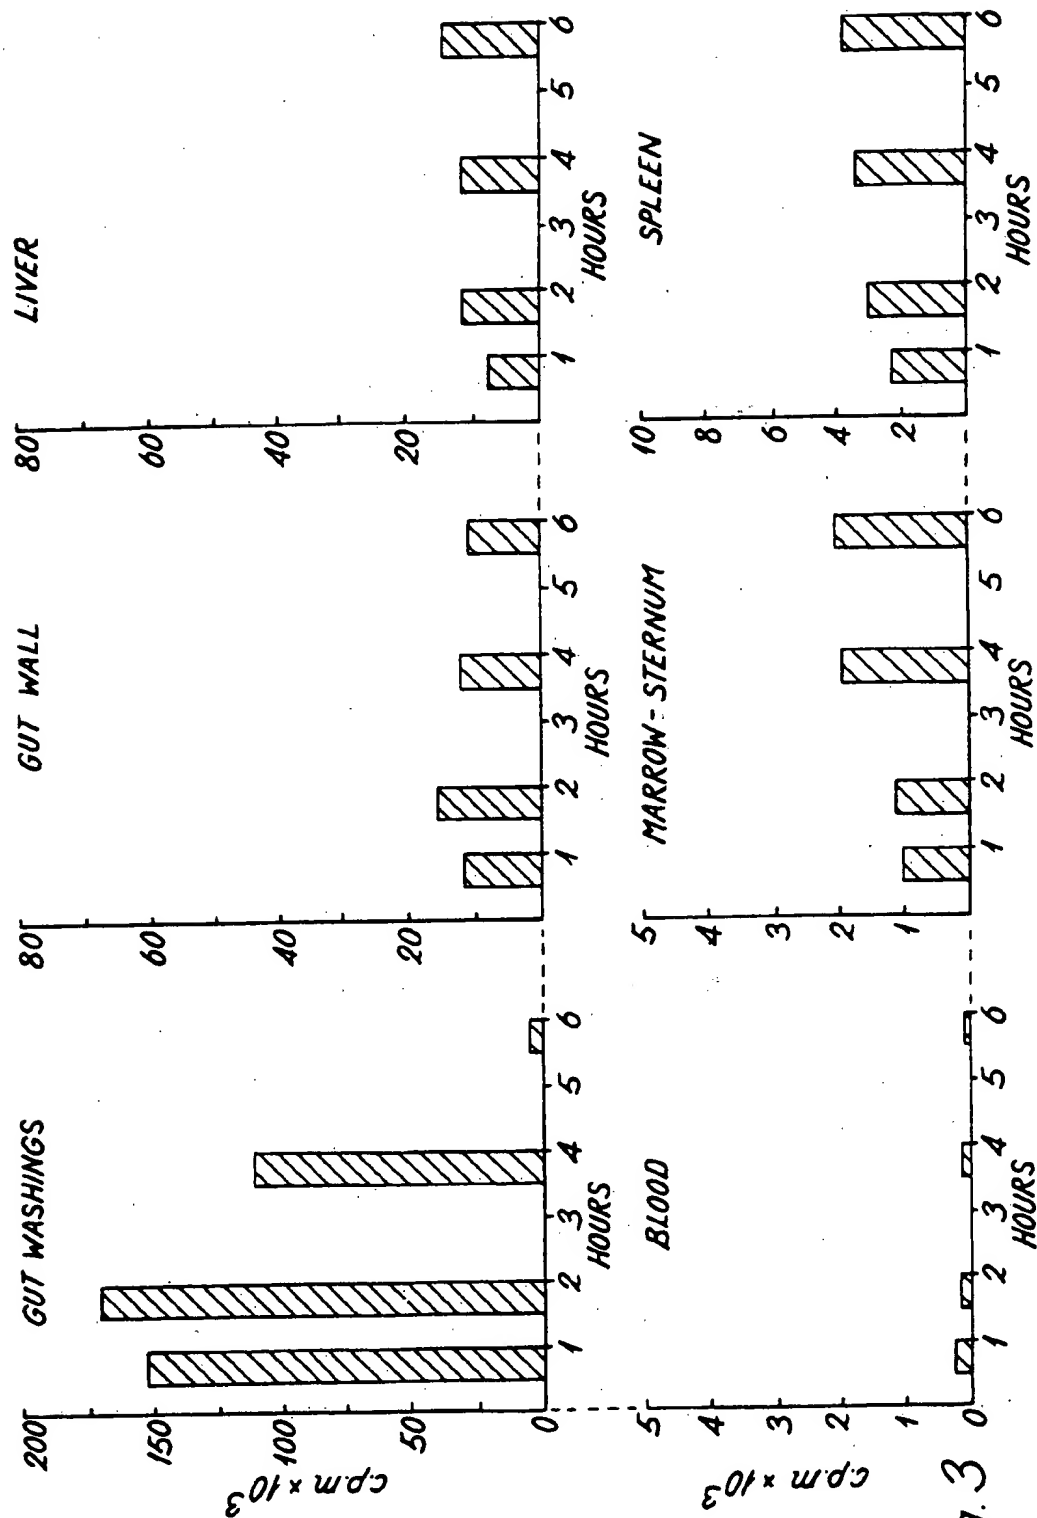 GUT WASHINGS
200
150
100
50
0
c.p.m × 10³
1 2 3 4 5 6
HOURS
GUT WALL
80
60
40
20
1 2 3 4 5 6
HOURS
LIVER
80
60
40
20
1 2 3 4 5 6
HOURS
BLOOD
5
4
3
2
1
0
c.p.m × 10³
1 2 3 4 5 6
HOURS
MARROW-STERNUM
5
4
3
2
1
1 2 3 4 5 6
HOURS
SPLEEN
10
8
6
4
2
1 2 3 4 5 6
HOURS
3